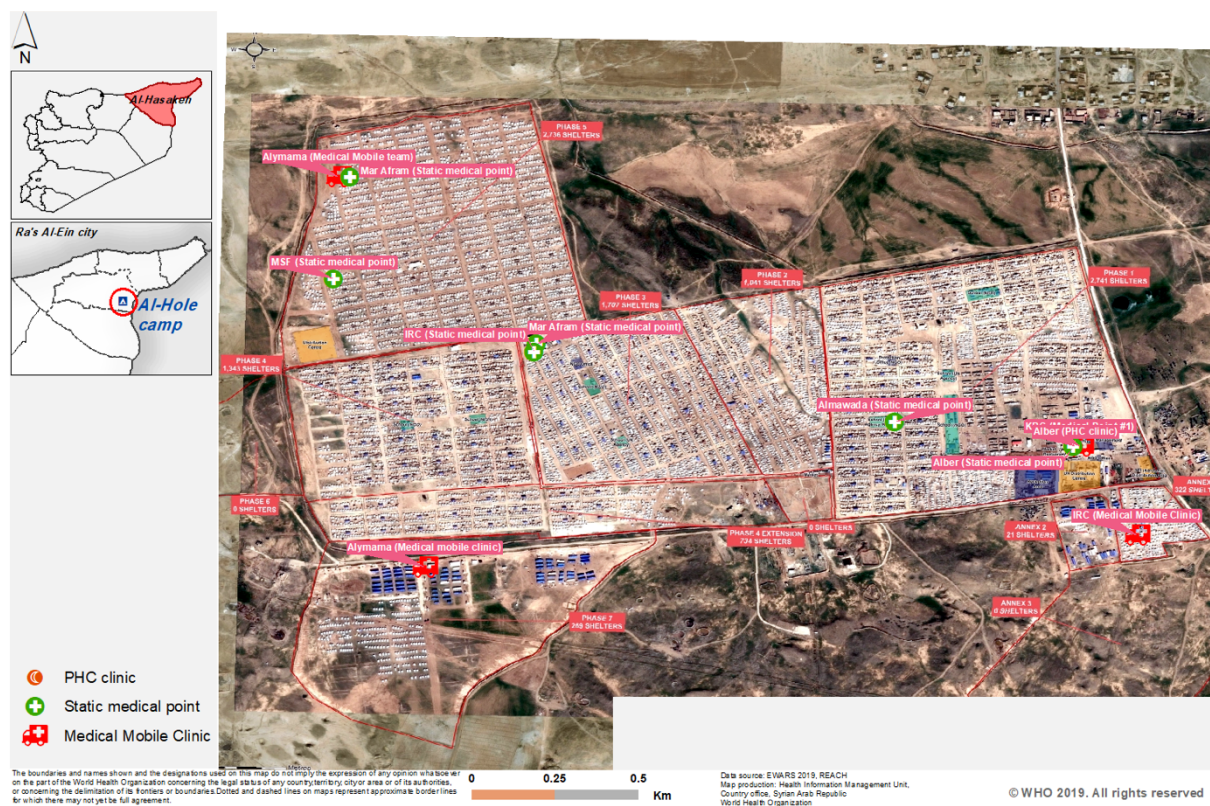 N
Al-Hasakeh
Ra's Al-Ein city
Al-Hole
camp
PHC clinic
Static medical point
Medical Mobile Clinic
PHASE 5
2,736 SHELTERS
Alymama (Medical Mobile team)
Mar Afram (Static medical point)
MSF (Static medical point)
PHASE 2
PHASE 1
2,741 SHELTERS
PHASE 3
1,707 SHELTERS
Mar Afram (Static medical point)
IRC (Static medical point)
PHASE 4
1,343 SHELTERS
Almawada (Static medical point)
Alber (PHC clinic)
Alber (Static medical point)
PHASE 6
0 SHELTERS
IRC (Medical Mobile Clinic)
0 SHELTERS
ANNEX 2
21 SHELTERS
PHASE 4 EXTENSION
734 SHELTERS
Alymama (Medical mobile clinic)
ANNEX 3
0 SHELTERS
PHASE 7
The boundaries and names shown and the designations used on this map do not imply the expression of any opinion whatsoever
on the part of the World Health Organization concerning the legal status of any country,territory, city or area or of its authorities,
or concerning the delimitation of its frontiers or boundaries.Dotted and dashed lines on maps represent approximate border lines
for which there may not yet be full agreement.
0 0.25 0.5
Km
Data source: EWARS 2019, REACH
Map production: Health Information Management Unit,
Country office, Syrian Arab Republic
World Health Organization
© WHO 2019. All rights reserved